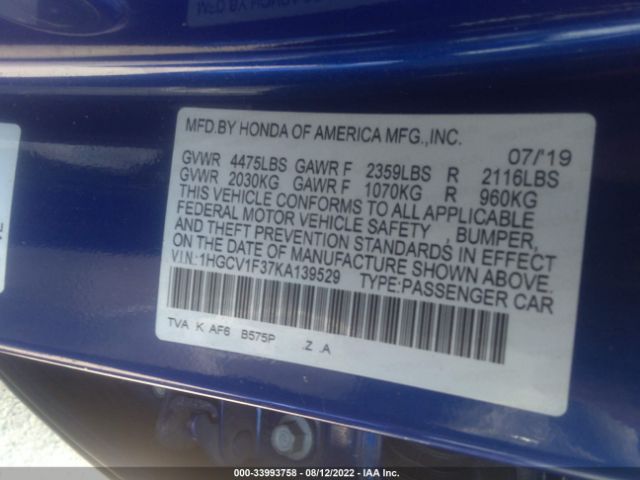 MFD.BY HONDA OF AMERICA MFG.,INC.
07/'19
GVWR 4475LBS GAWR F 2359LBS R 2116LBS
GVWR 2030KG GAWR F 1070KG R 960KG
THIS VEHICLE CONFORMS TO ALL APPLICABLE
FEDERAL MOTOR VEHICLE SAFETY , BUMPER,
AND THEFT PREVENTION STANDARDS IN EFFECT
ON THE DATE OF MANUFACTURE SHOWN ABOVE.
V.I.N.:1HGCV1F37KA139529 TYPE:PASSENGER CAR
TVA K AF6 B575P .Z .A
000-33993758 - 08/12/2022 - IAA Inc.